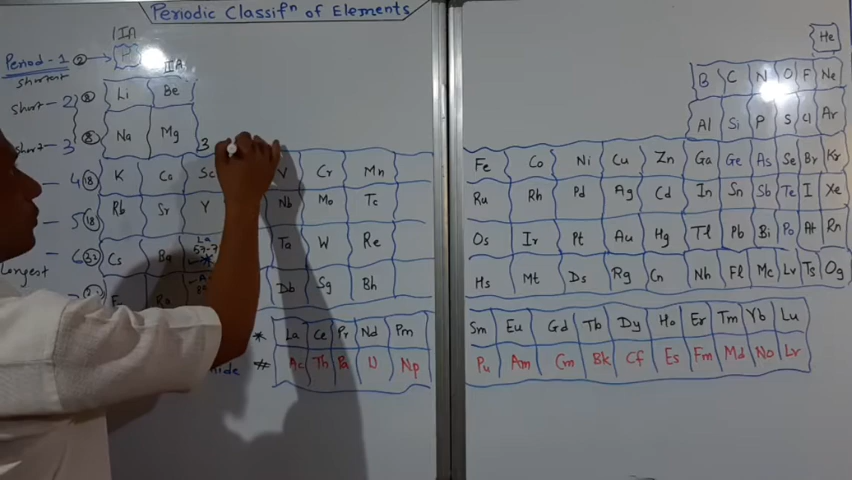 Periodic Classifn of Elements
He
Period - 1 2
shortest
IIA
B C N O F Ne
short - 2 8 Li Be
short - 3 8 Na Mg 3 Al Si P S Cl Ar
- 4 18 K Ca Sc V Cr Mn Fe Co Ni Cu Zn Ga Ge As Se Br Kr
- 5 18 Rb Sr Y Nb Mo Tc Ru Rh Pd Ag Cd In Sn Sb Te I Xe
- 6 32 Cs Ba La * Ta W Re Os Ir Pt Au Hg Tl Pb Bi Po At Rn
Longest
Ra Db Sg Bh Hs Mt Ds Rg Cn Nh Fl Mc Lv Ts Og
* La Ce Pr Nd Pm Sm Eu Gd Tb Dy Ho Er Tm Yb Lu
# Ac Th Pa U Np Pu Am Cm Bk Cf Es Fm Md No Lr